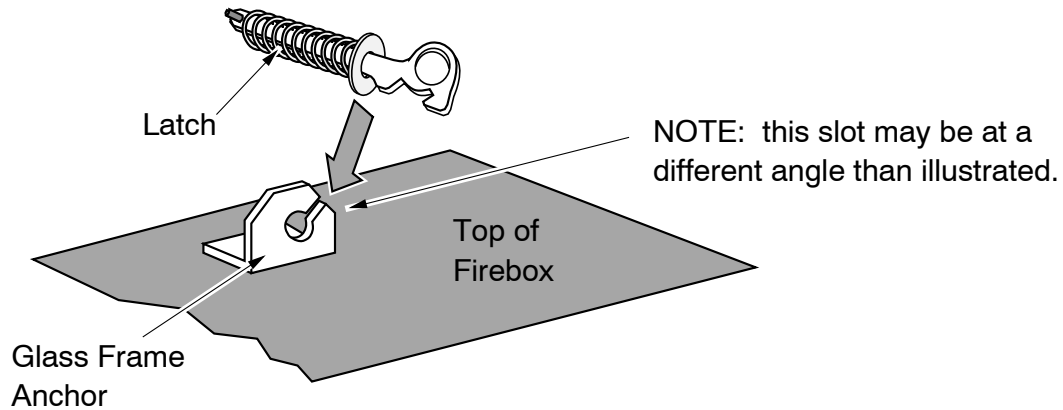 Latch
NOTE:  this slot may be at a
different angle than illustrated.
Top of
Firebox
Glass Frame
Anchor